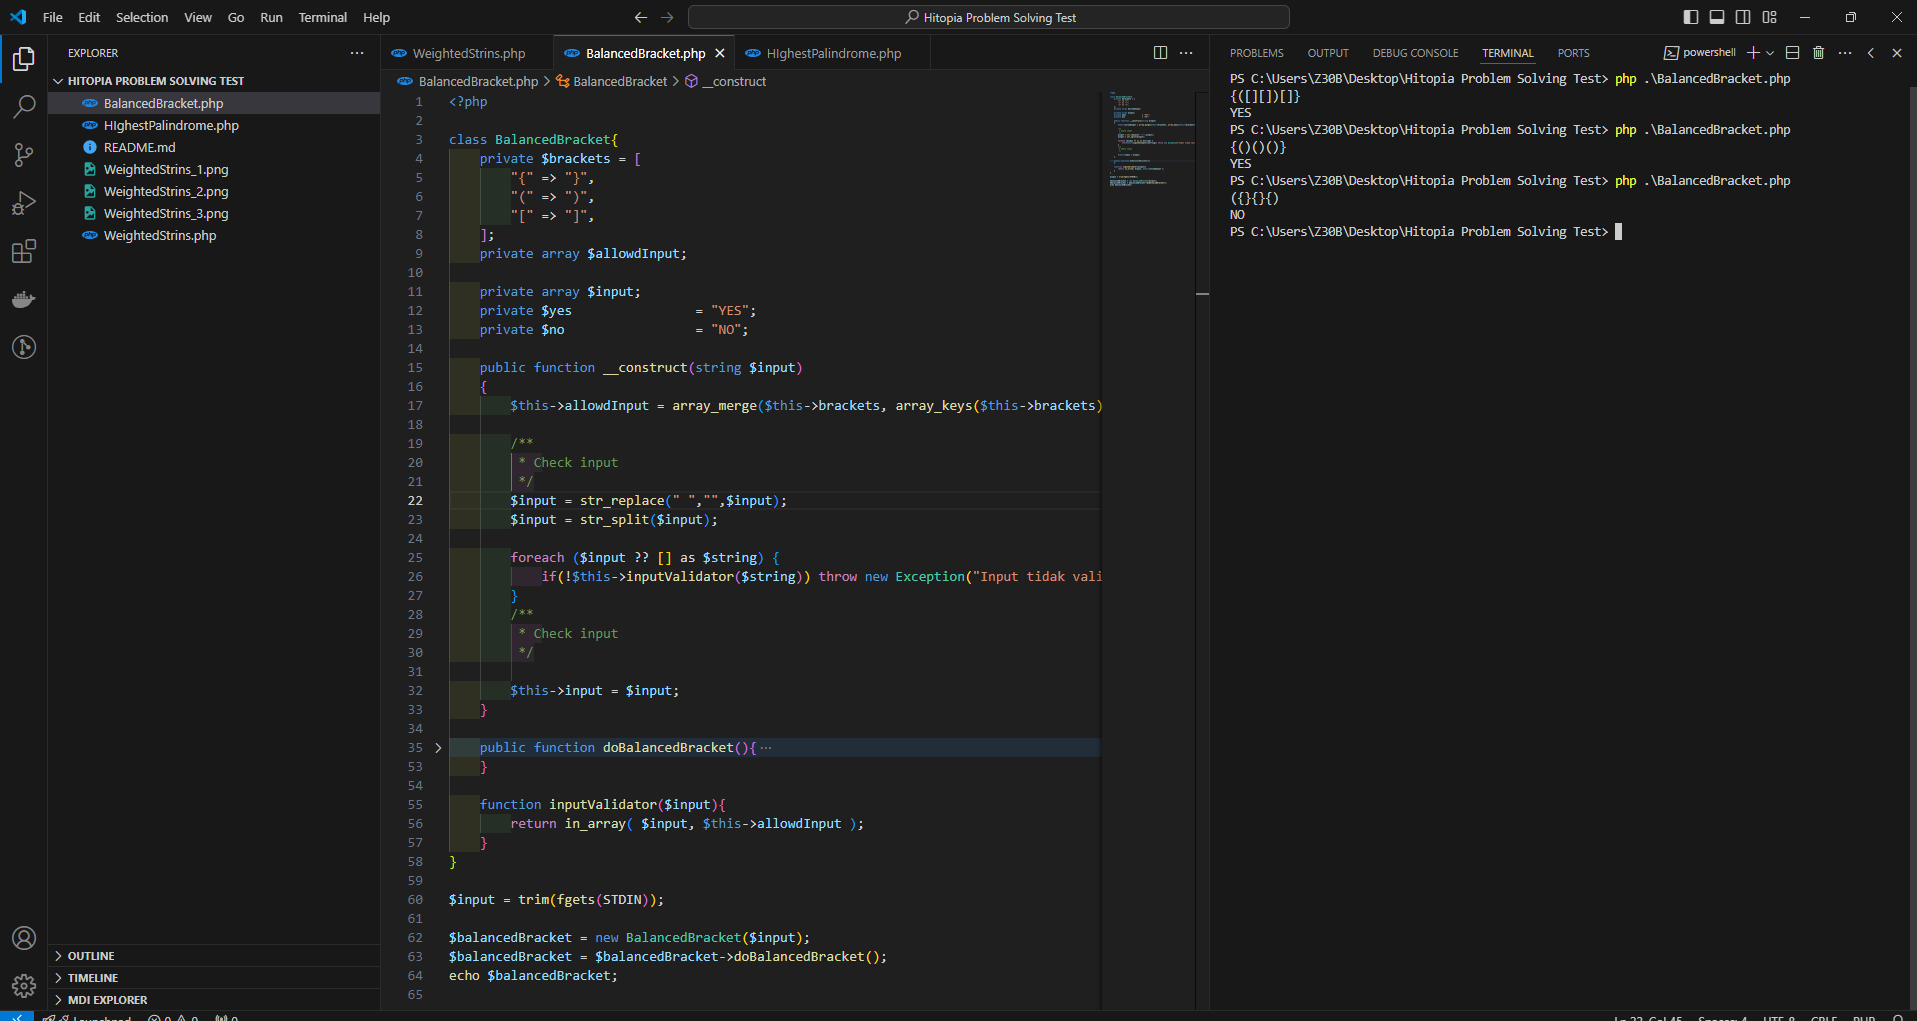 File Edit Selection View Go Run Terminal Help
Hitopia Problem Solving Test
EXPLORER
HITOPIA PROBLEM SOLVING TEST
BalancedBracket.php
HIghestPalindrome.php
README.md
WeightedStrins_1.png
WeightedStrins_2.png
WeightedStrins_3.png
WeightedStrins.php
OUTLINE
TIMELINE
MDI EXPLORER
WeightedStrins.php BalancedBracket.php HIghestPalindrome.php
BalancedBracket.php > BalancedBracket > __construct
1 <?php
2
3 class BalancedBracket{
4 private $brackets = [
5 "{" => "}",
6 "(" => ")",
7 "[" => "]",
8 ];
9 private array $allowdInput;
10
11 private array $input;
12 private $yes = "YES";
13 private $no = "NO";
14
15 public function __construct(string $input)
16 {
17 $this->allowdInput = array_merge($this->brackets, array_keys($this->brackets)
18
19 /**
20 * Check input
21 */
22 $input = str_replace(" ","",$input);
23 $input = str_split($input);
24
25 foreach ($input ?? [] as $string) {
26 if(!$this->inputValidator($string)) throw new Exception("Input tidak vali
27 }
28 /**
29 * Check input
30 */
31
32 $this->input = $input;
33 }
34
35 public function doBalancedBracket(){ ...
53 }
54
55 function inputValidator($input){
56 return in_array( $input, $this->allowdInput );
57 }
58 }
59
60 $input = trim(fgets(STDIN));
61
62 $balancedBracket = new BalancedBracket($input);
63 $balancedBracket = $balancedBracket->doBalancedBracket();
64 echo $balancedBracket;
65
PROBLEMS OUTPUT DEBUG CONSOLE TERMINAL PORTS powershell
PS C:\Users\Z30B\Desktop\Hitopia Problem Solving Test> php .\BalancedBracket.php
{([][])[]}
YES
PS C:\Users\Z30B\Desktop\Hitopia Problem Solving Test> php .\BalancedBracket.php
{()()()}
YES
PS C:\Users\Z30B\Desktop\Hitopia Problem Solving Test> php .\BalancedBracket.php
({}{}()
NO
PS C:\Users\Z30B\Desktop\Hitopia Problem Solving Test>